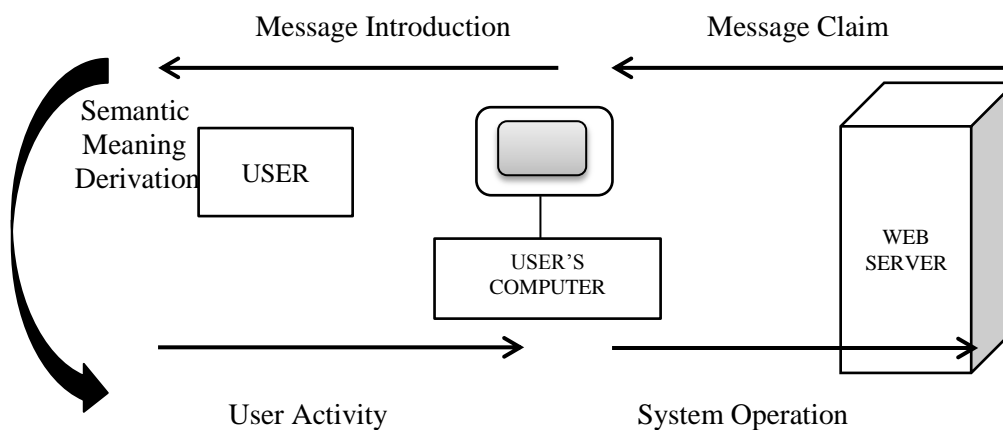 Message Introduction
Message Claim
Semantic
Meaning
Derivation
USER
USER’S
COMPUTER
WEB
SERVER
User Activity
System Operation